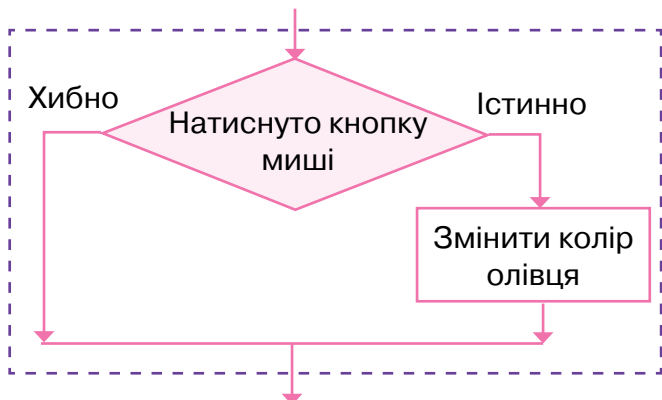 Хибно
Істинно
Натиснуто кнопку
миші
Змінити колір
олівця